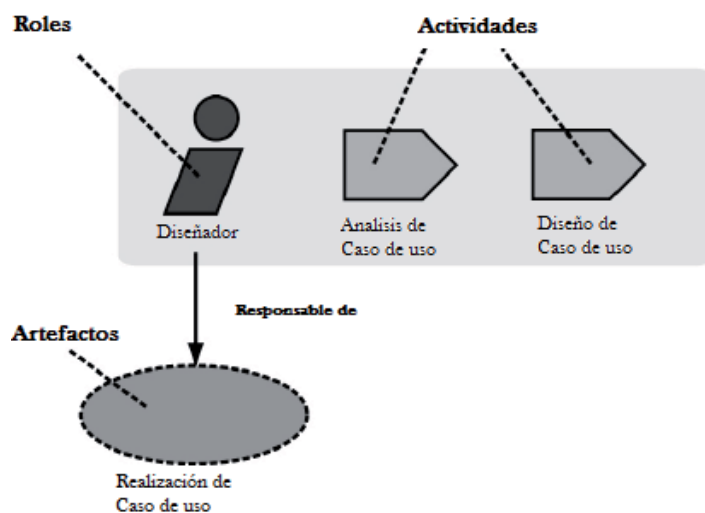 Roles
Actividades
Diseñador
Analisis de
Caso de uso
Diseño de
Caso de uso
Responsable de
Artefactos
Realización de
Caso de uso